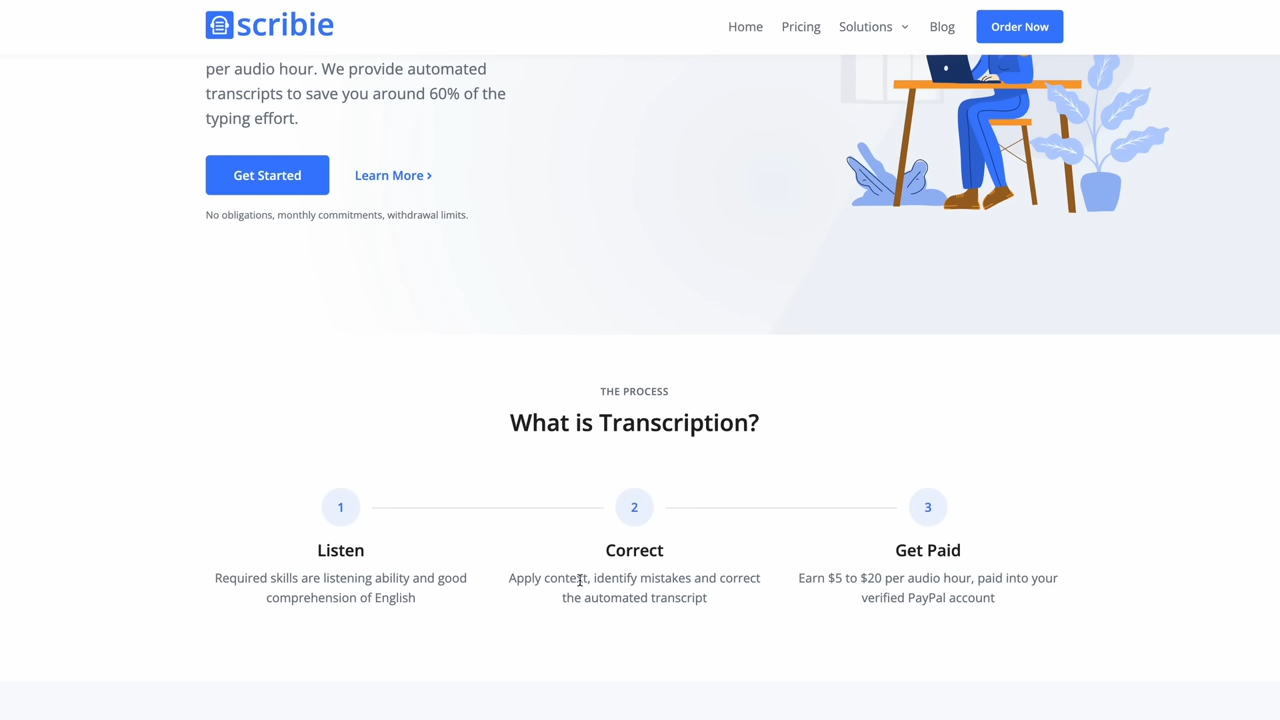 scribie
Home
Pricing
Solutions
Blog
Order Now
per audio hour. We provide automated
transcripts to save you around 60% of the
typing effort.
Get Started
Learn More ›
No obligations, monthly commitments, withdrawal limits.
THE PROCESS
What is Transcription?
1
2
3
Listen
Correct
Get Paid
Required skills are listening ability and good
comprehension of English
Apply context, identify mistakes and correct
the automated transcript
Earn $5 to $20 per audio hour, paid into your
verified PayPal account